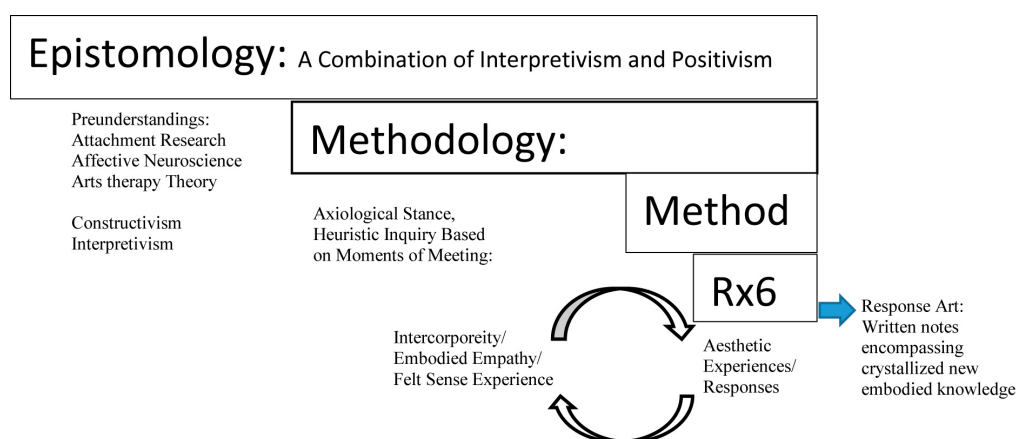 Epistomology: A Combination of Interpretivism and Positivism
Preunderstandings:
Attachment Research
Affective Neuroscience
Arts therapy Theory
Constructivism
Interpretivism
Methodology:
Axiological Stance,
Heuristic Inquiry Based
on Moments of Meeting:
Method
Rx6
Intercorporeity/
Embodied Empathy/
Felt Sense Experience
Aesthetic
Experiences/
Responses
Response Art:
Written notes
encompassing
crystallized new
embodied knowledge